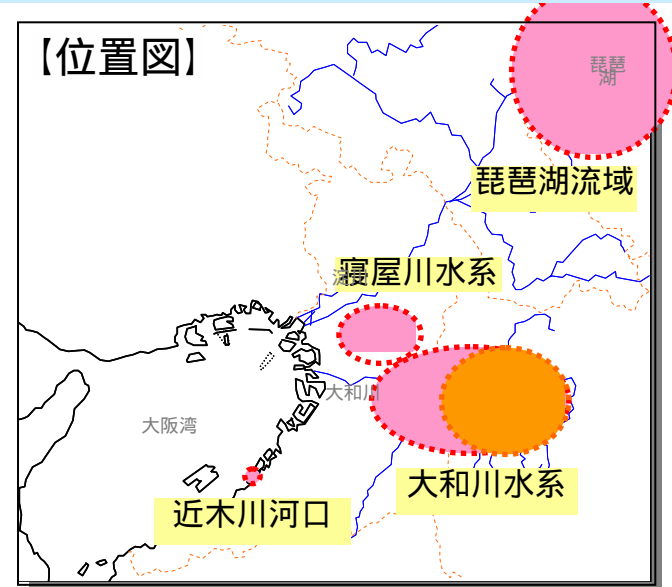 【位置図】
琵琶
湖
琵琶湖流域
寝屋川水系
大和川
大阪湾
大和川水系
近木川河口